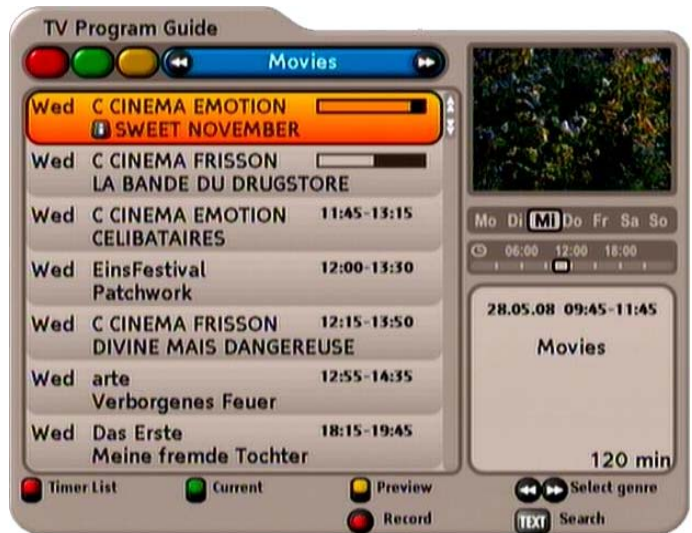 TV Program Guide
Movies
Wed C CINEMA EMOTION
SWEET NOVEMBER
Wed C CINEMA FRISSON
LA BANDE DU DRUGSTORE
Wed C CINEMA EMOTION 11:45-13:15
CELIBATAIRES
Wed EinsFestival 12:00-13:30
Patchwork
Wed C CINEMA FRISSON 12:15-13:50
DIVINE MAIS DANGEREUSE
Wed arte 12:55-14:35
Verborgenes Feuer
Wed Das Erste 18:15-19:45
Meine fremde Tochter
Mo Di Mi Do Fr Sa So
06:00 12:00 18:00
28.05.08 09:45-11:45
Movies
120 min
Timer List Current Preview Select genre
Record TEXT Search